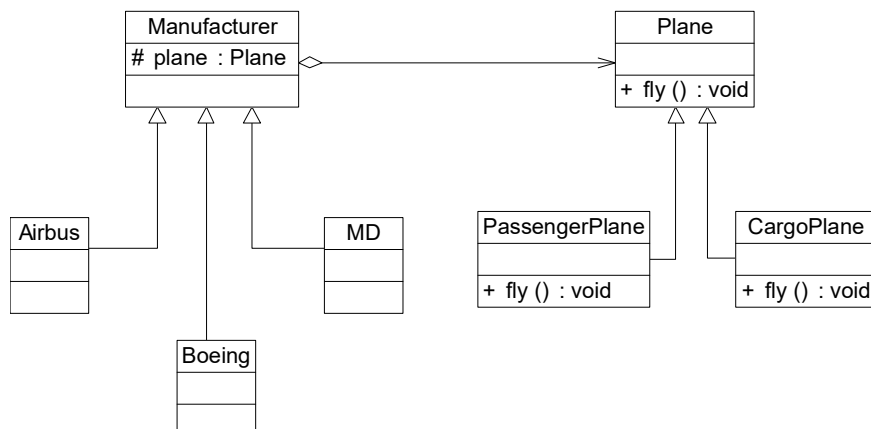 Manufacturer
# plane : Plane
Plane
+ fly () : void
Airbus
MD
PassengerPlane
+ fly () : void
CargoPlane
+ fly () : void
Boeing